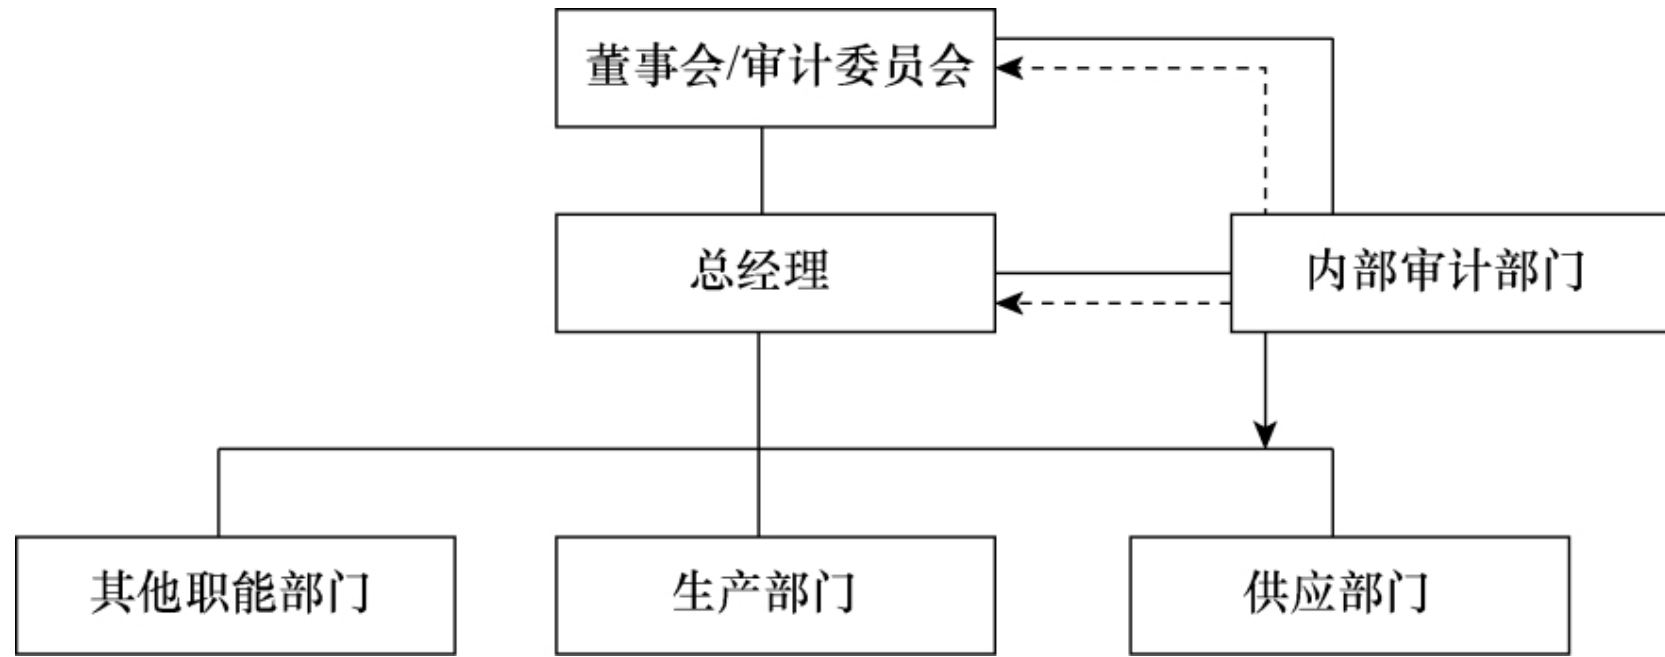 董事会/审计委员会
总经理
内部审计部门
其他职能部门
生产部门
供应部门